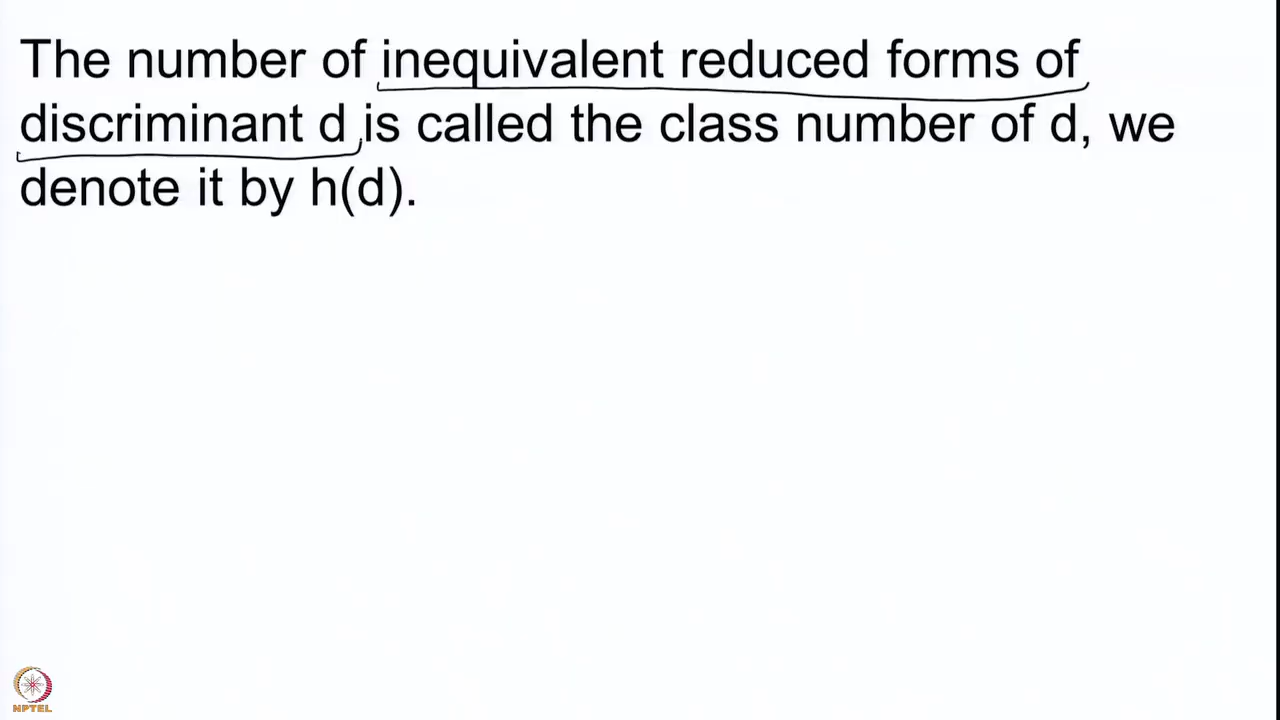 The number of inequivalent reduced forms of
discriminant d is called the class number of d, we
denote it by h(d).
NPTEL